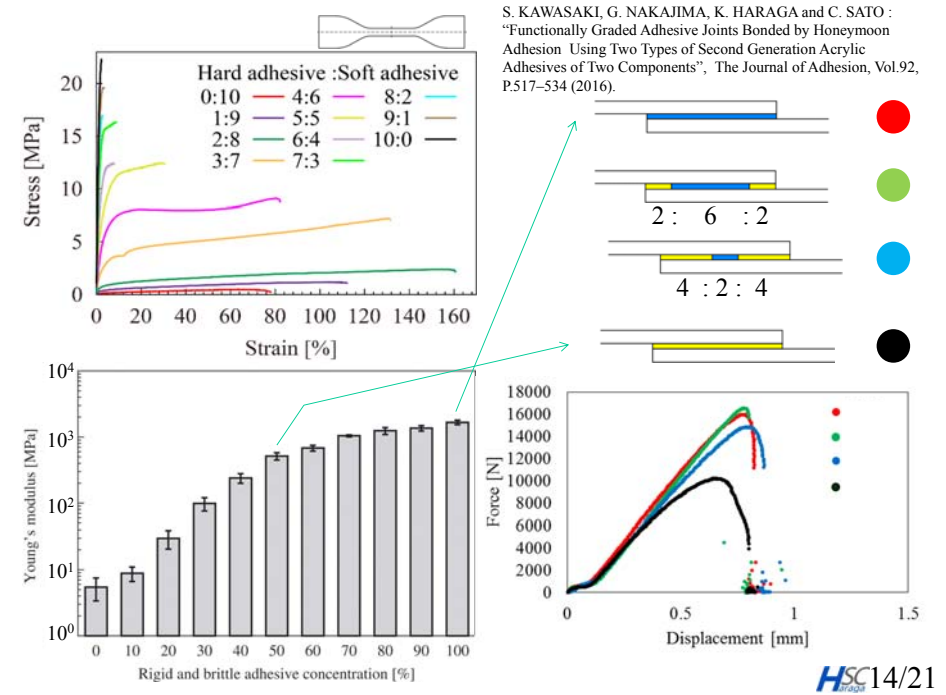 S. KAWASAKI, G. NAKAJIMA, K. HARAGA and C. SATO :
“Functionally Graded Adhesive Joints Bonded by Honeymoon
Adhesion Using Two Types of Second Generation Acrylic
Adhesives of Two Components”, The Journal of Adhesion, Vol.92,
P.517–534 (2016).
Hard adhesive :Soft adhesive
0:10 4:6 8:2
1:9 5:5 9:1
2:8 6:4 10:0
3:7 7:3
Stress [MPa]
20
15
10
5
0
0 20 40 60 80 100 120 140 160
Strain [%]
2 : 6 : 2
4 : 2 : 4
Young's modulus [MPa]
10⁴
10³
10²
10¹
10⁰
0 10 20 30 40 50 60 70 80 90 100
Rigid and brittle adhesive concentration [%]
Force [N]
18000
16000
14000
12000
10000
8000
6000
4000
2000
0
0 0.5 1 1.5
Displacement [mm]
HSC
Haraga
14/21